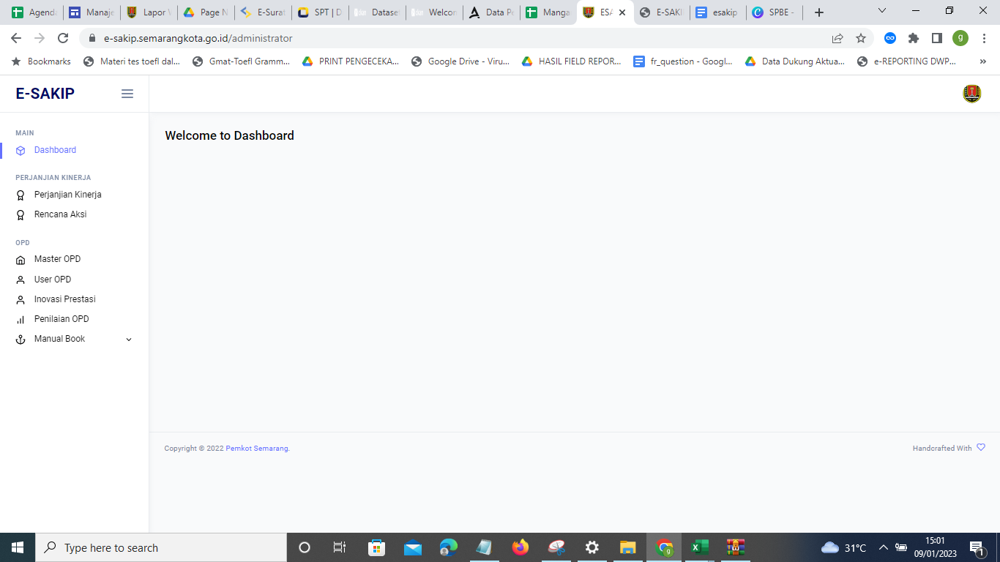 Agenda
Manaje
Lapor
Page N
E-Surat
SPT | D
Datase
Welcon
Data Pe
Manga
ESA
E-SAKI
esakip
SPBE -
e-sakip.semarangkota.go.id/administrator
g
Bookmarks
Materi tes toefl dal...
Gmat-Toefl Gramm...
PRINT PENGECEKA...
Google Drive - Viru...
HASIL FIELD REPOR...
fr_question - Googl...
Data Dukung Aktua...
e-REPORTING DWP...
»
E-SAKIP
MAIN
Dashboard
PERJANJIAN KINERJA
Perjanjian Kinerja
Rencana Aksi
OPD
Master OPD
User OPD
Inovasi Prestasi
Penilaian OPD
Manual Book
Welcome to Dashboard
Copyright © 2022 Pemkot Semarang.
Handcrafted With
Type here to search
31°C
15:01
09/01/2023
1